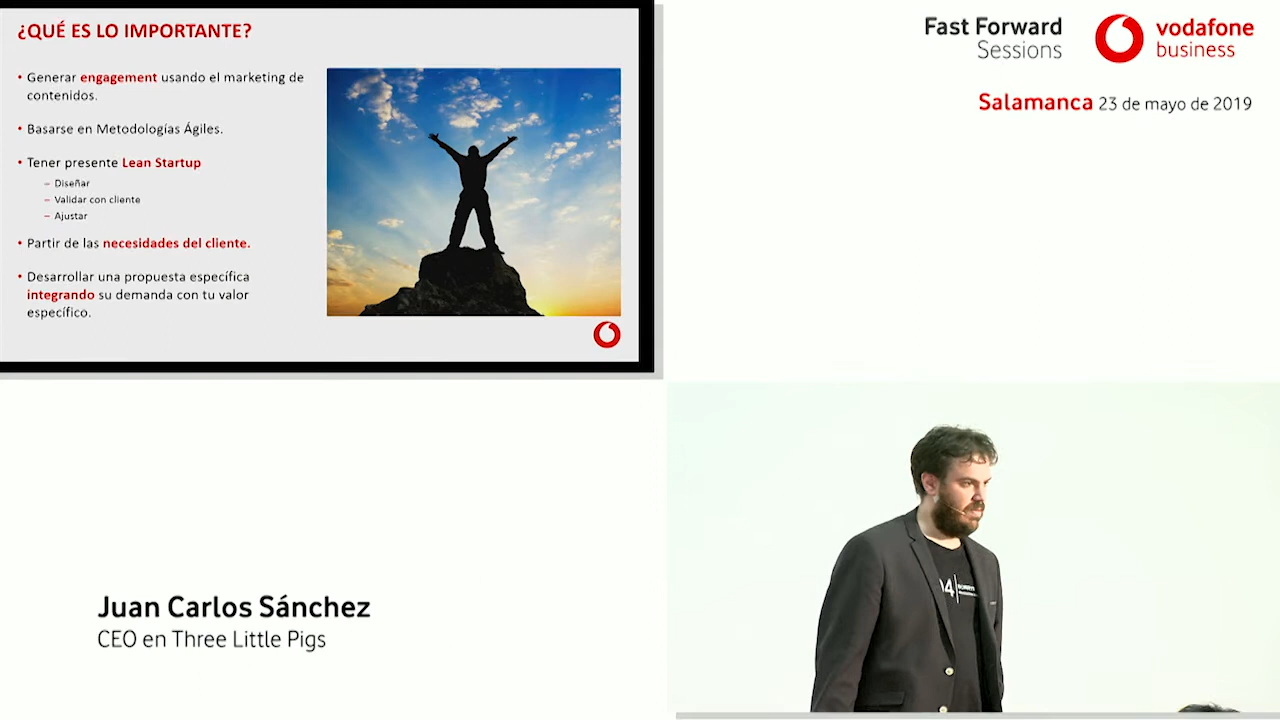 ¿QUÉ ES LO IMPORTANTE?
• Generar engagement usando el marketing de
contenidos.
• Basarse en Metodologías Ágiles.
• Tener presente Lean Startup
– Diseñar
– Validar con cliente
– Ajustar
• Partir de las necesidades del cliente.
• Desarrollar una propuesta específica
integrando su demanda con tu valor
específico.
Fast Forward
Sessions
vodafone
business
Salamanca 23 de mayo de 2019
Juan Carlos Sánchez
CEO en Three Little Pigs